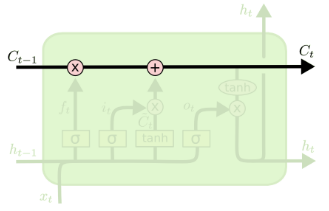 h_t
C_{t-1} x + C_t
tanh
f_t i_t x o_t x
C̃_t
σ σ tanh σ
h_{t-1} h_t
x_t